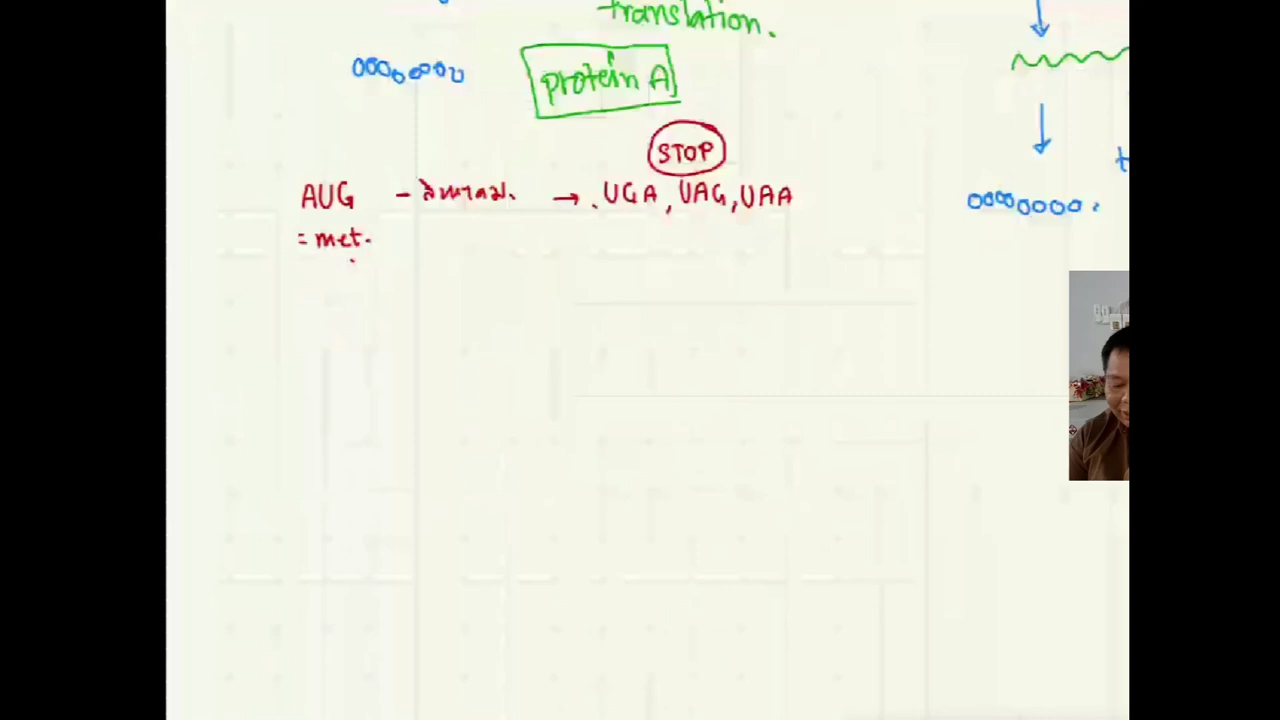 translation.
protein A
STOP
AUG - → UGA, UAG, UAA
= met.